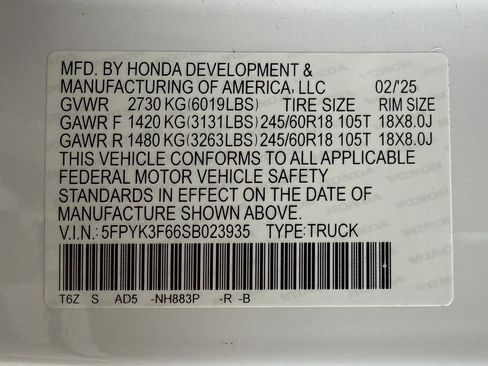 MFD. BY HONDA DEVELOPMENT &
MANUFACTURING OF AMERICA, LLC 02/'25
GVWR 2730 KG(6019LBS) TIRE SIZE RIM SIZE
GAWR F 1420 KG(3131LBS) 245/60R18 105T 18X8.0J
GAWR R 1480 KG(3263LBS) 245/60R18 105T 18X8.0J
THIS VEHICLE CONFORMS TO ALL APPLICABLE
FEDERAL MOTOR VEHICLE SAFETY
STANDARDS IN EFFECT ON THE DATE OF
MANUFACTURE SHOWN ABOVE.
V.I.N.: 5FPYK3F66SB023935 TYPE:TRUCK
T6Z S AD5 -NH883P -R -B